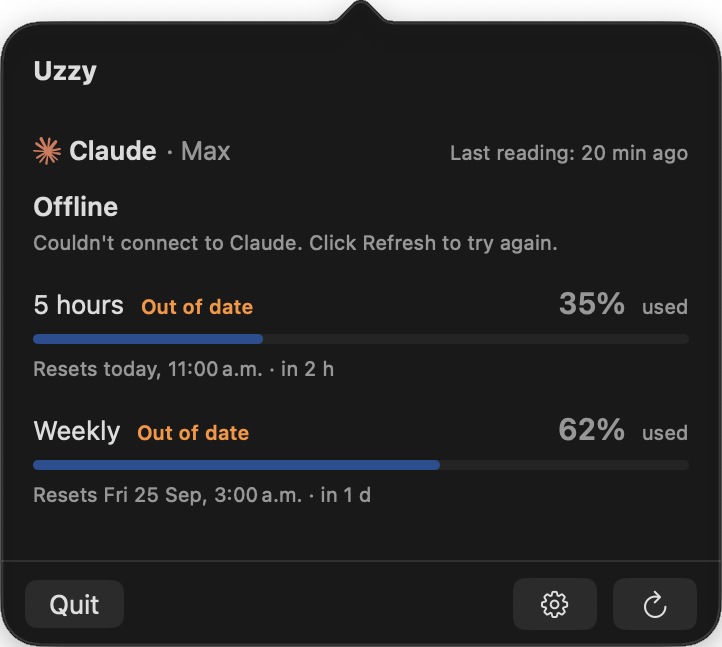 Uzzy
Claude · Max
Last reading: 20 min ago
Offline
Couldn't connect to Claude. Click Refresh to try again.
5 hours Out of date 35% used
Resets today, 11:00 a.m. · in 2 h
Weekly Out of date 62% used
Resets Fri 25 Sep, 3:00 a.m. · in 1 d
Quit